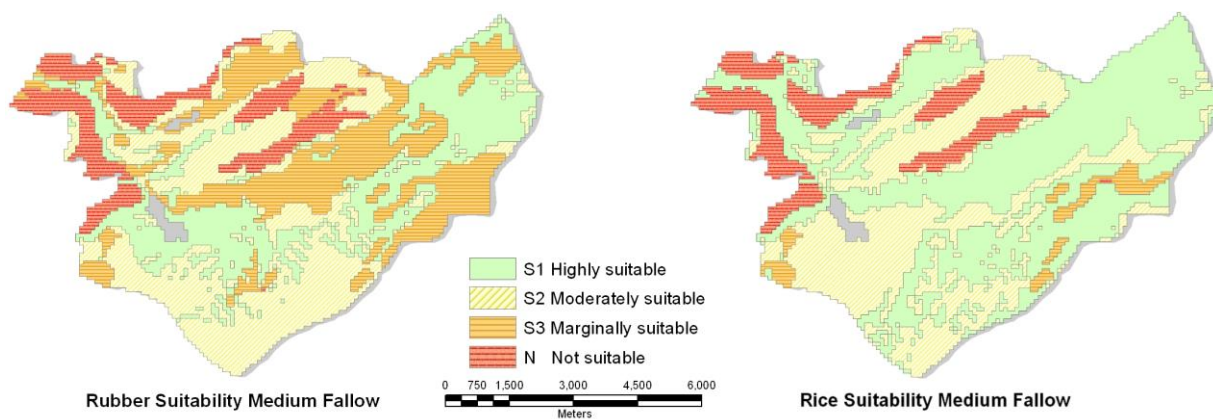 S1 Highly suitable
S2 Moderately suitable
S3 Marginally suitable
N Not suitable
Rubber Suitability Medium Fallow
0 750 1,500 3,000 4,500 6,000
Meters
Rice Suitability Medium Fallow